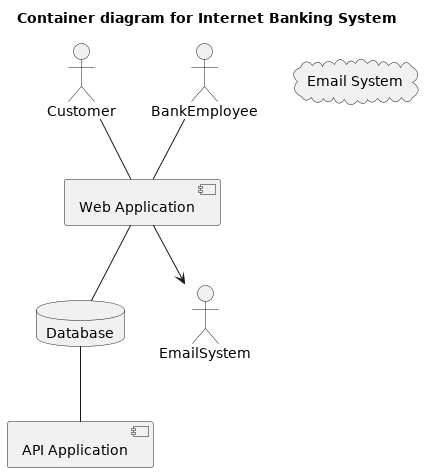 Container diagram for Internet Banking System
Customer
BankEmployee
Email System
Web Application
Database
EmailSystem
API Application